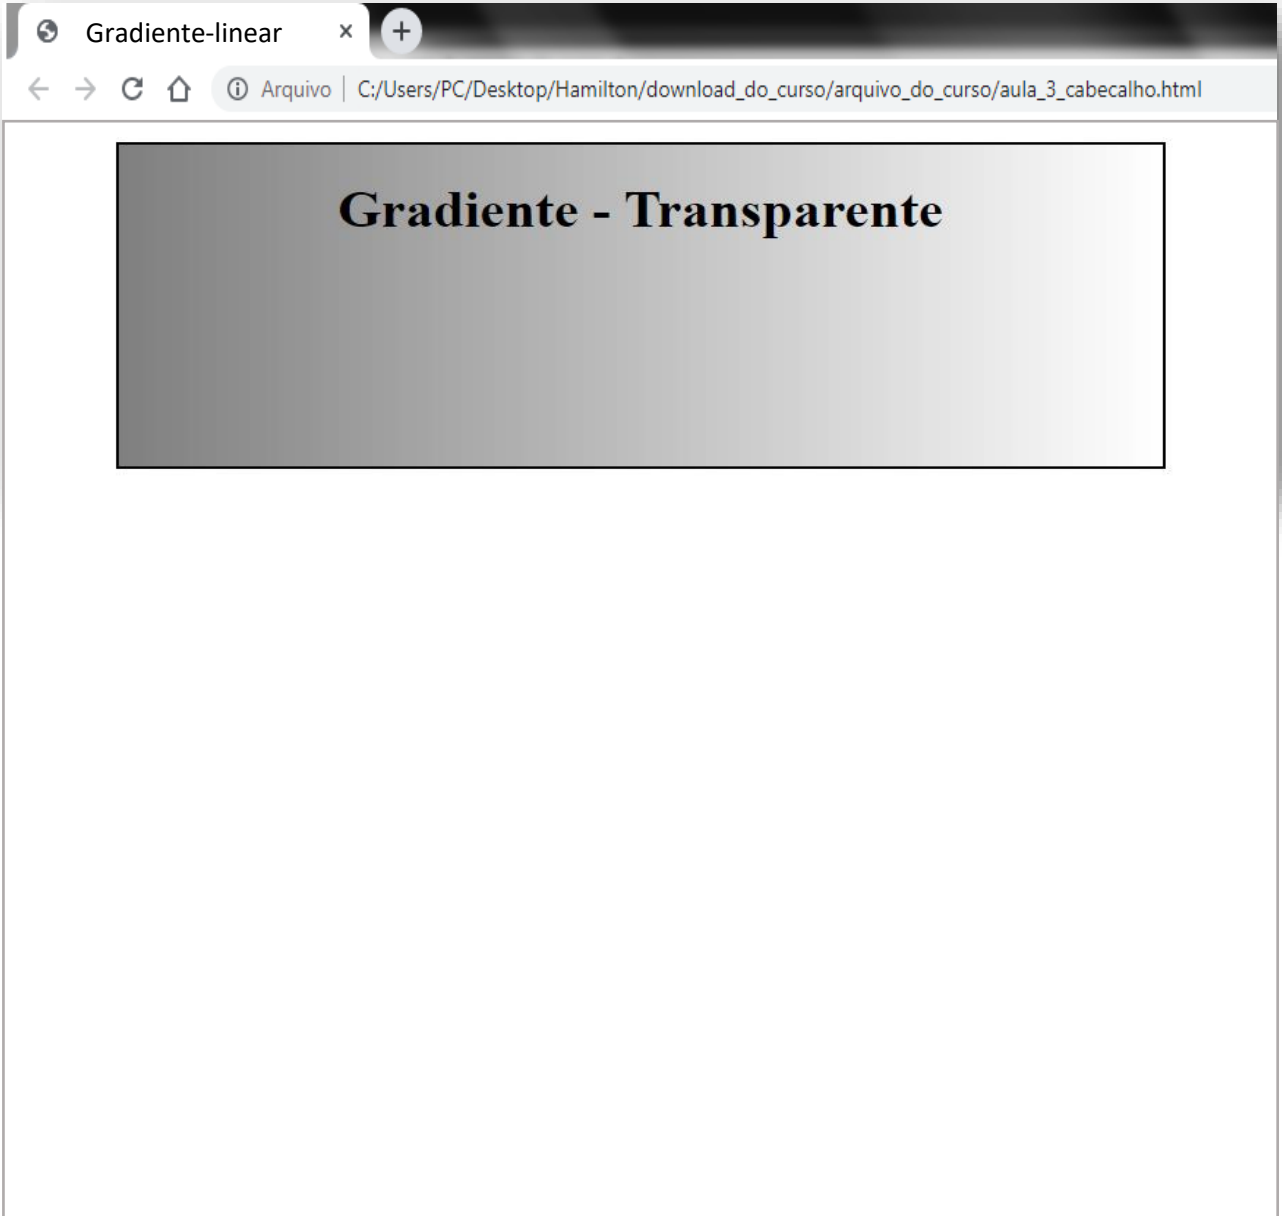 Gradiente-linear
Arquivo | C:/Users/PC/Desktop/Hamilton/download_do_curso/arquivo_do_curso/aula_3_cabecalho.html
Gradiente - Transparente